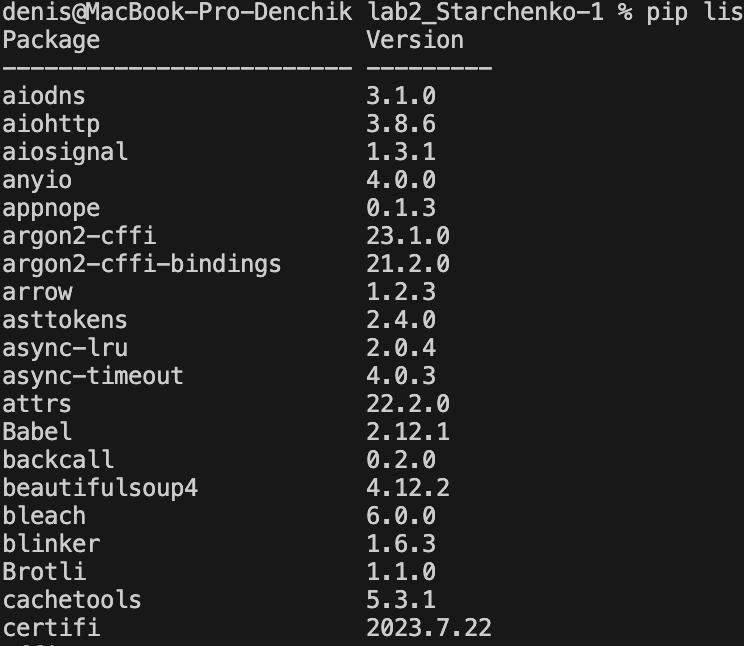 denis@MacBook-Pro-Denchik lab2_Starchenko-1 % pip lis
Package                   Version
------------------------- ---------
aiodns                    3.1.0
aiohttp                   3.8.6
aiosignal                 1.3.1
anyio                     4.0.0
appnope                   0.1.3
argon2-cffi               23.1.0
argon2-cffi-bindings      21.2.0
arrow                     1.2.3
asttokens                 2.4.0
async-lru                 2.0.4
async-timeout             4.0.3
attrs                     22.2.0
Babel                     2.12.1
backcall                  0.2.0
beautifulsoup4            4.12.2
bleach                    6.0.0
blinker                   1.6.3
Brotli                    1.1.0
cachetools                5.3.1
certifi                   2023.7.22